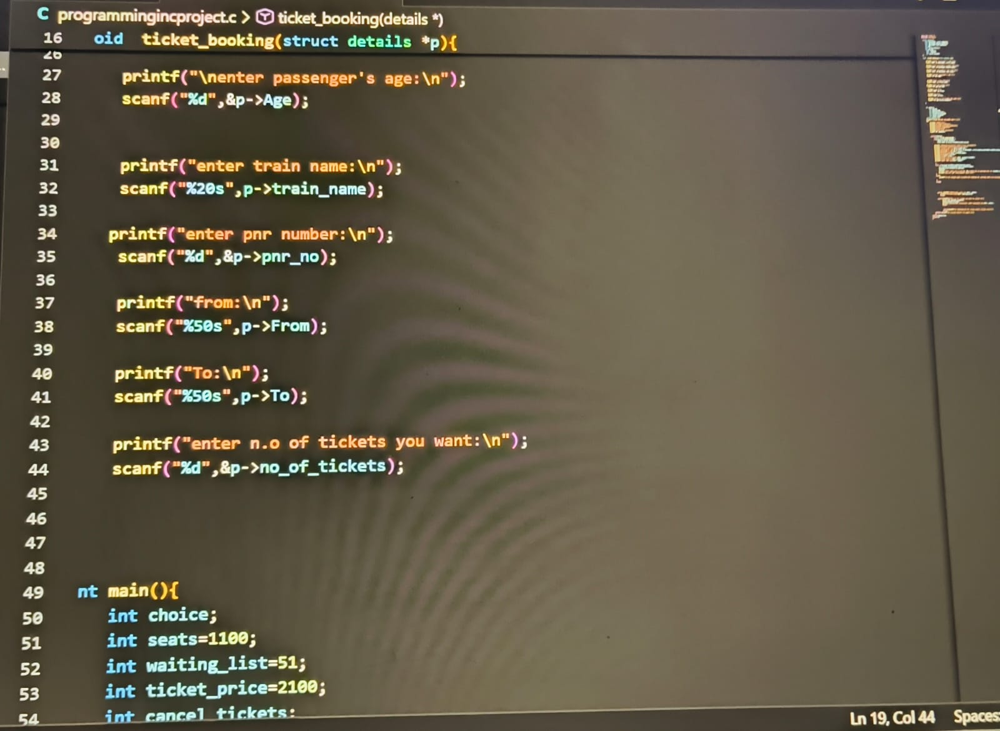 C programmingincproject.c > ticket_booking(details *)
16 oid ticket_booking(struct details *p){
26
27 printf("\nenter passenger's age:\n");
28 scanf("%d",&p->Age);
29
30
31 printf("enter train name:\n");
32 scanf("%20s",p->train_name);
33
34 printf("enter pnr number:\n");
35 scanf("%d",&p->pnr_no);
36
37 printf("from:\n");
38 scanf("%50s",p->From);
39
40 printf("To:\n");
41 scanf("%50s",p->To);
42
43 printf("enter n.o of tickets you want:\n");
44 scanf("%d",&p->no_of_tickets);
45
46
47
48
49 nt main(){
50 int choice;
51 int seats=1100;
52 int waiting_list=51;
53 int ticket_price=2100;
54 int cancel_tickets;
Ln 19, Col 44 Spaces